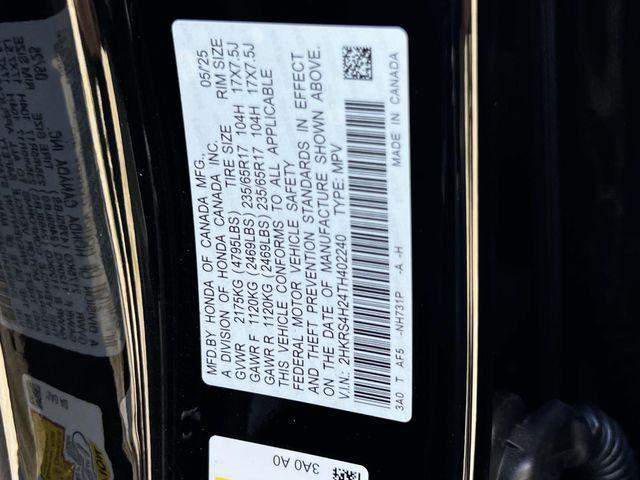 MFD.BY HONDA OF CANADA MFG., 05/'25
A DIVISION OF HONDA CANADA INC.
TIRE SIZE RIM SIZE
GVWR 2175KG (4795LBS)
GAWR F 1120KG (2469LBS) 235/65R17 104H 17X7.5J
GAWR R 1120KG (2469LBS) 235/65R17 104H 17X7.5J
THIS VEHICLE CONFORMS TO ALL APPLICABLE
FEDERAL MOTOR VEHICLE SAFETY
AND THEFT PREVENTION STANDARDS IN EFFECT
ON THE DATE OF MANUFACTURE SHOWN ABOVE.
V.I.N.: 2HKRS4H24TH402240 TYPE: MPV
3A0 T AF5 -NH731P -A -H MADE IN CANADA
3A0 A0